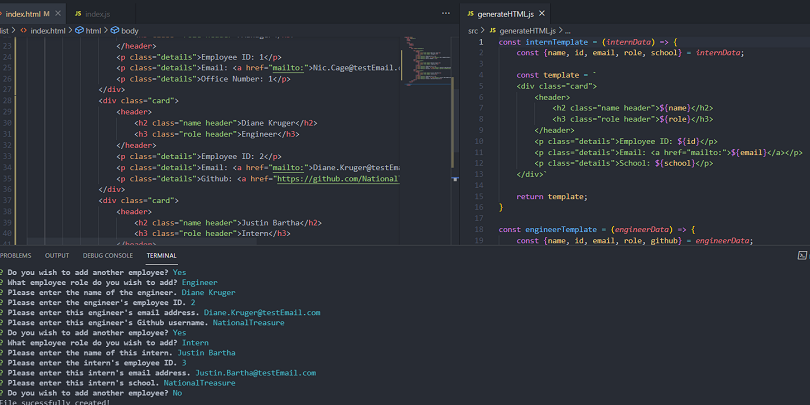 index.html M ×
index.js
···
list > index.html > html > body
23 </header>
24 <p class="details">Employee ID: 1</p>
25 <p class="details">Email: <a href="mailto:">Nic.Cage@testEmail.c
26 <p class="details">Office Number: 1</p>
27 </div>
28 <div class="card">
29 <header>
30 <h2 class="name header">Diane Kruger</h2>
31 <h3 class="role header">Engineer</h3>
32 </header>
33 <p class="details">Employee ID: 2</p>
34 <p class="details">Email: <a href="mailto:">Diane.Kruger@testEma
35 <p class="details">Github: <a href="https://github.com/National
36 </div>
37 <div class="card">
38 <header>
39 <h2 class="name header">Justin Bartha</h2>
40 <h3 class="role header">Intern</h3>
41 </header>
JS generateHTML.js ×
src > JS generateHTML.js > ...
1 const internTemplate = (internData) => {
2 const {name, id, email, role, school} = internData;
3
4 const template = `
5 <div class="card">
6 <header>
7 <h2 class="name header">${name}</h2>
8 <h3 class="role header">${role}</h3>
9 </header>
10 <p class="details">Employee ID: ${id}</p>
11 <p class="details">Email: <a href="mailto:">${email}</a></p>
12 <p class="details">School: ${school}</p>
13 </div>`
14
15 return template;
16 }
17
18 const engineerTemplate = (engineerData) => {
19 const {name, id, email, role, github} = engineerData;
PROBLEMS OUTPUT DEBUG CONSOLE TERMINAL
? Do you wish to add another employee? Yes
? What employee role do you wish to add? Engineer
? Please enter the name of the engineer. Diane Kruger
? Please enter the engineer's employee ID. 2
? Please enter this engineer's email address. Diane.Kruger@testEmail.com
? Please enter this engineer's Github username. NationalTreasure
? Do you wish to add another employee? Yes
? What employee role do you wish to add? Intern
? Please enter the name of this intern. Justin Bartha
? Please enter the intern's employee ID. 3
? Please enter this intern's email address. Justin.Bartha@testEmail.com
? Please enter this intern's school. NationalTreasure
? Do you wish to add another employee? No
File sucessfully created!